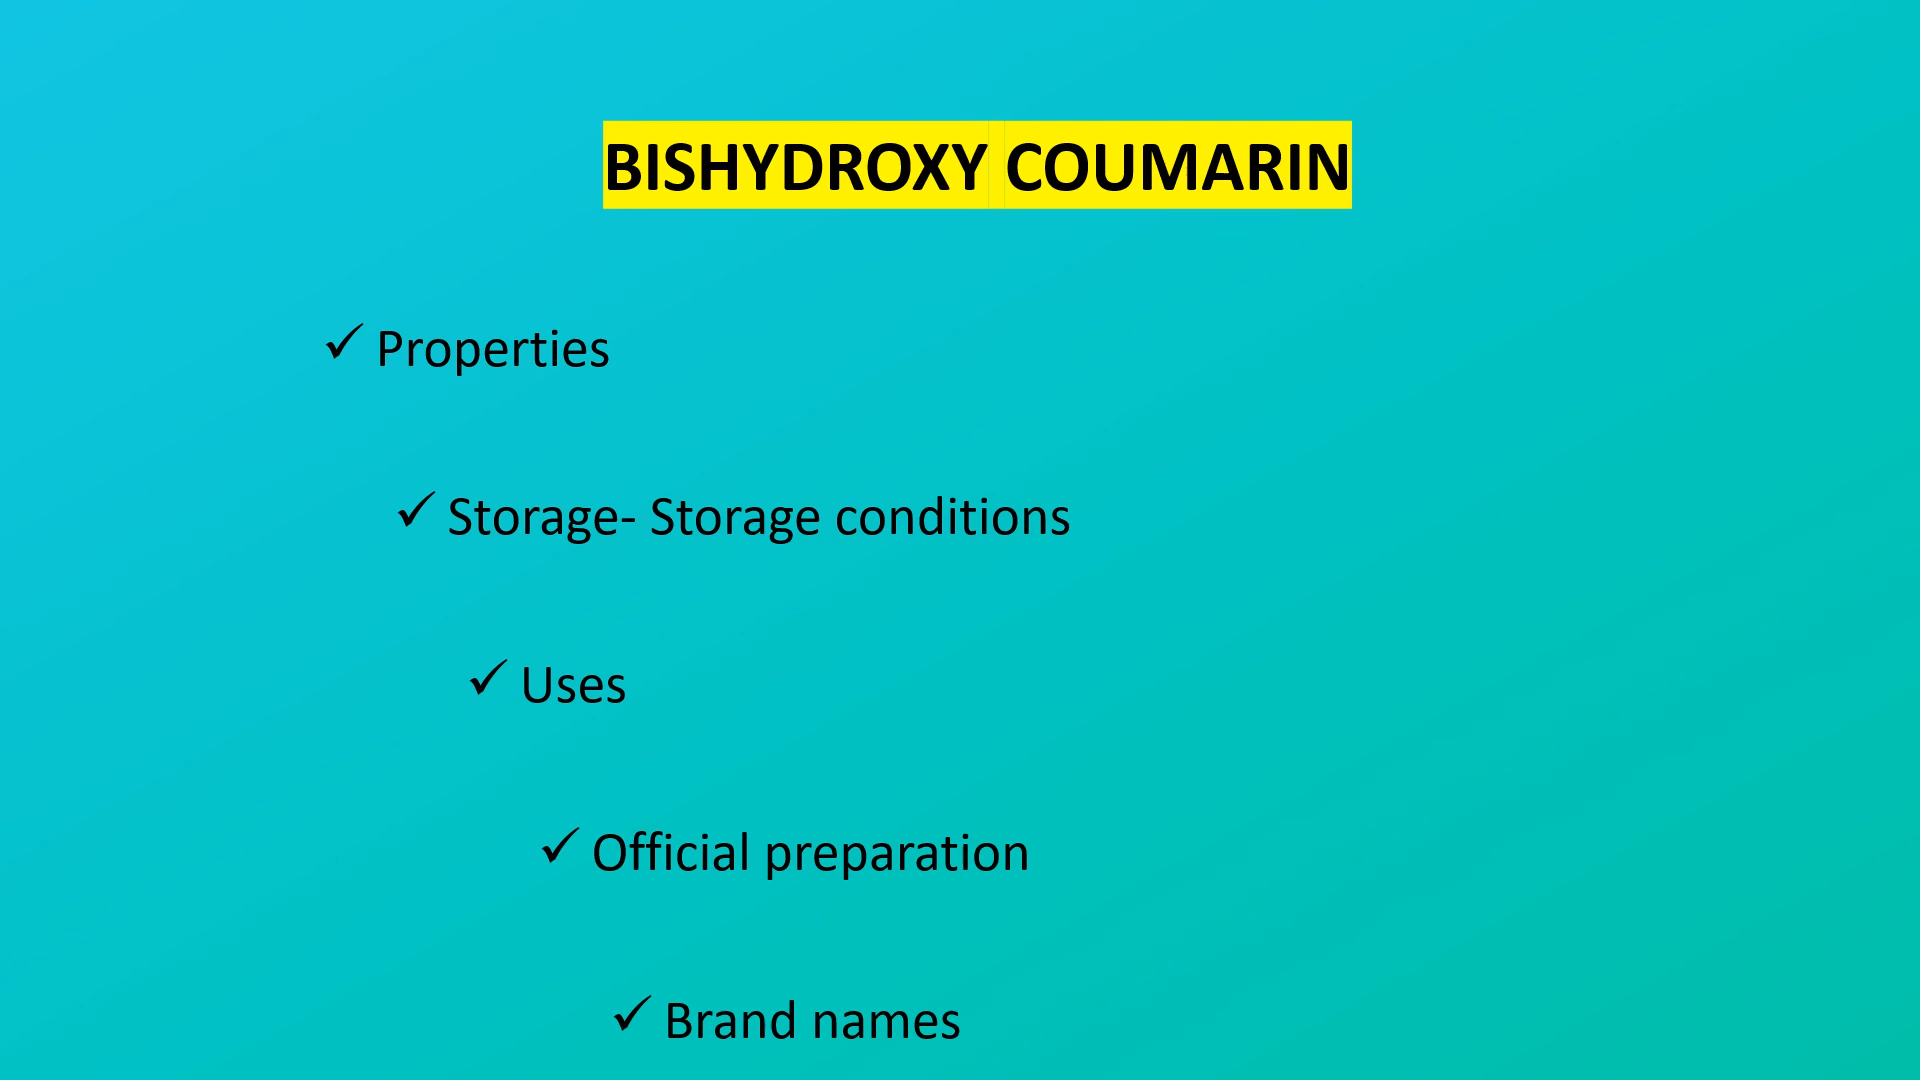 BISHYDROXY COUMARIN
✓ Properties
✓ Storage- Storage conditions
✓ Uses
✓ Official preparation
✓ Brand names